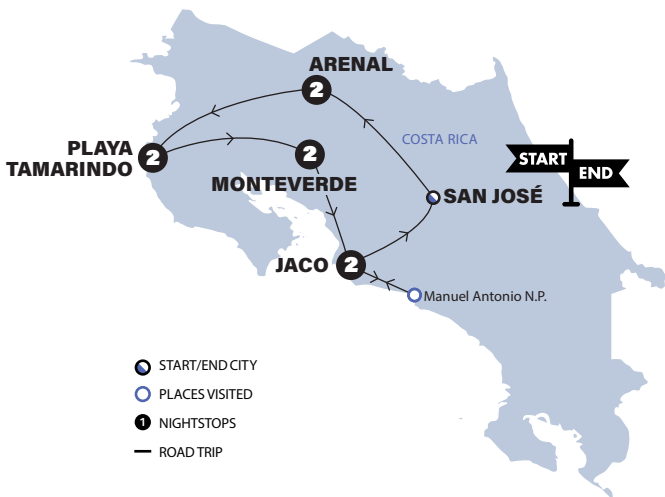 ARENAL
2
COSTA RICA
PLAYA
TAMARINDO
2
2
MONTEVERDE
START
END
SAN JOSÉ
JACO
2
Manuel Antonio N.P.
START/END CITY
PLACES VISITED
1 NIGHTSTOPS
ROAD TRIP